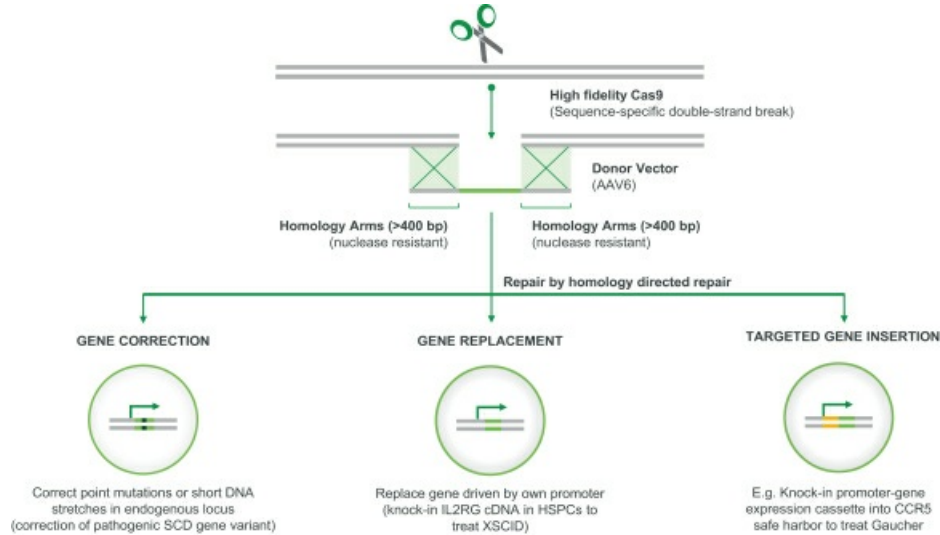 High fidelity Cas9
(Sequence-specific double-strand break)
Donor Vector
(AAV6)
Homology Arms (>400 bp)
(nuclease resistant)
Homology Arms (>400 bp)
(nuclease resistant)
Repair by homology directed repair
GENE CORRECTION
Correct point mutations or short DNA
stretches in endogenous locus
(correction of pathogenic SCD gene variant)
GENE REPLACEMENT
Replace gene driven by own promoter
(knock-in IL2RG cDNA in HSPCs to
treat XSCID)
TARGETED GENE INSERTION
E.g. Knock-in promoter-gene
expression cassette into CCR5
safe harbor to treat Gaucher